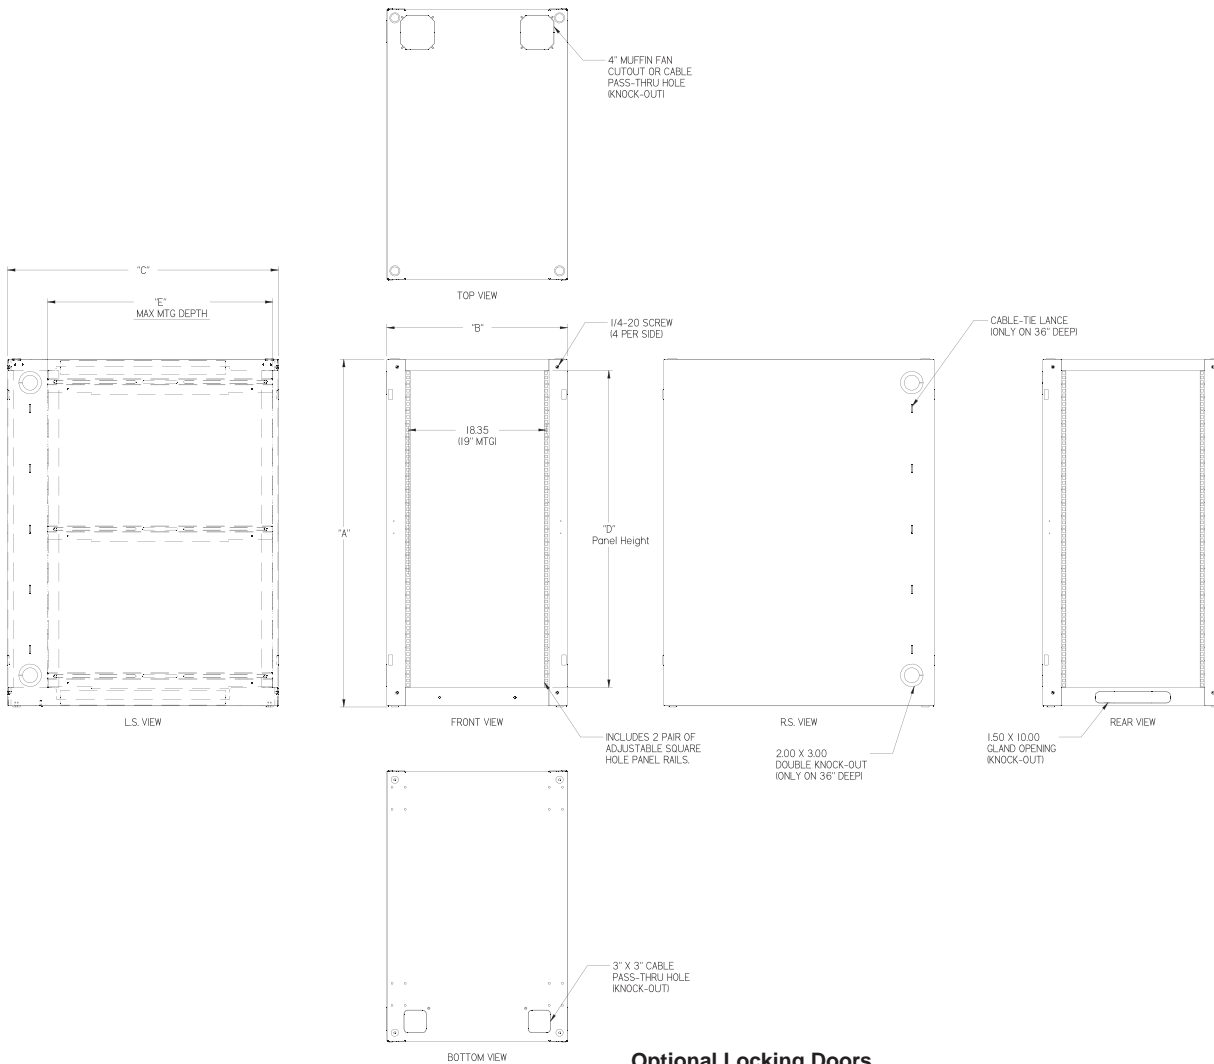 4" MUFFIN FAN
CUTOUT OR CABLE
PASS-THRU HOLE
(KNOCK-OUT)
TOP VIEW
"C"
"E"
MAX MTG DEPTH
"B"
1/4-20 SCREW
(4 PER SIDE)
CABLE-TIE LANCE
(ONLY ON 36" DEEP)
18.35
(19" MTG)
"A"
"D"
Panel Height
L.S. VIEW
FRONT VIEW
R.S. VIEW
REAR VIEW
INCLUDES 2 PAIR OF
ADJUSTABLE SQUARE
HOLE PANEL RAILS.
2.00 X 3.00
DOUBLE KNOCK-OUT
(ONLY ON 36" DEEP)
1.50 X 10.00
GLAND OPENING
(KNOCK-OUT)
3" X 3" CABLE
PASS-THRU HOLE
(KNOCK-OUT)
BOTTOM VIEW
Optional Locking Doors